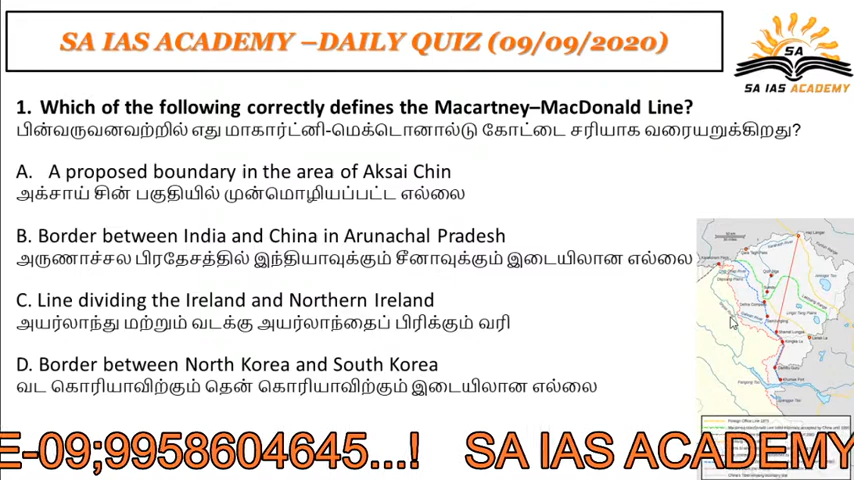 SA IAS ACADEMY –DAILY QUIZ (09/09/2020)
SA
SA IAS ACADEMY
1. Which of the following correctly defines the Macartney–MacDonald Line?
பின்வருவனவற்றில் எது மாகார்ட்னி-மெக்டொனால்டு கோட்டை சரியாக வரையறுக்கிறது?
A. A proposed boundary in the area of Aksai Chin
அக்சாய் சின் பகுதியில் முன்மொழியப்பட்ட எல்லை
B. Border between India and China in Arunachal Pradesh
அருணாச்சல பிரதேசத்தில் இந்தியாவுக்கும் சீனாவுக்கும் இடையிலான எல்லை
C. Line dividing the Ireland and Northern Ireland
அயர்லாந்து மற்றும் வடக்கு அயர்லாந்தைப் பிரிக்கும் வரி
D. Border between North Korea and South Korea
வட கொரியாவிற்கும் தென் கொரியாவிற்கும் இடையிலான எல்லை
E-09;9958604645...! SA IAS ACADEMY